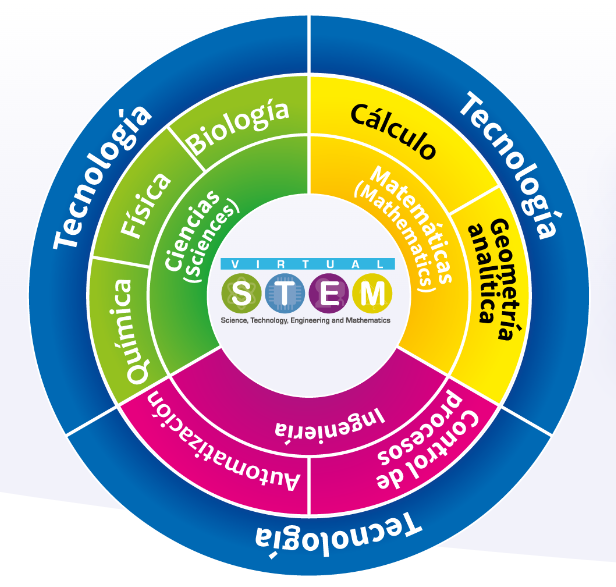 Tecnología
Tecnología
Tecnología
Biología
Física
Química
Ciencias
(Sciences)
Cálculo
Geometría
analítica
Matemáticas
(Mathematics)
Ingeniería
Automatización
Control de
procesos
VIRTUAL
STEM
Science, Technology, Engineering and Mathematics